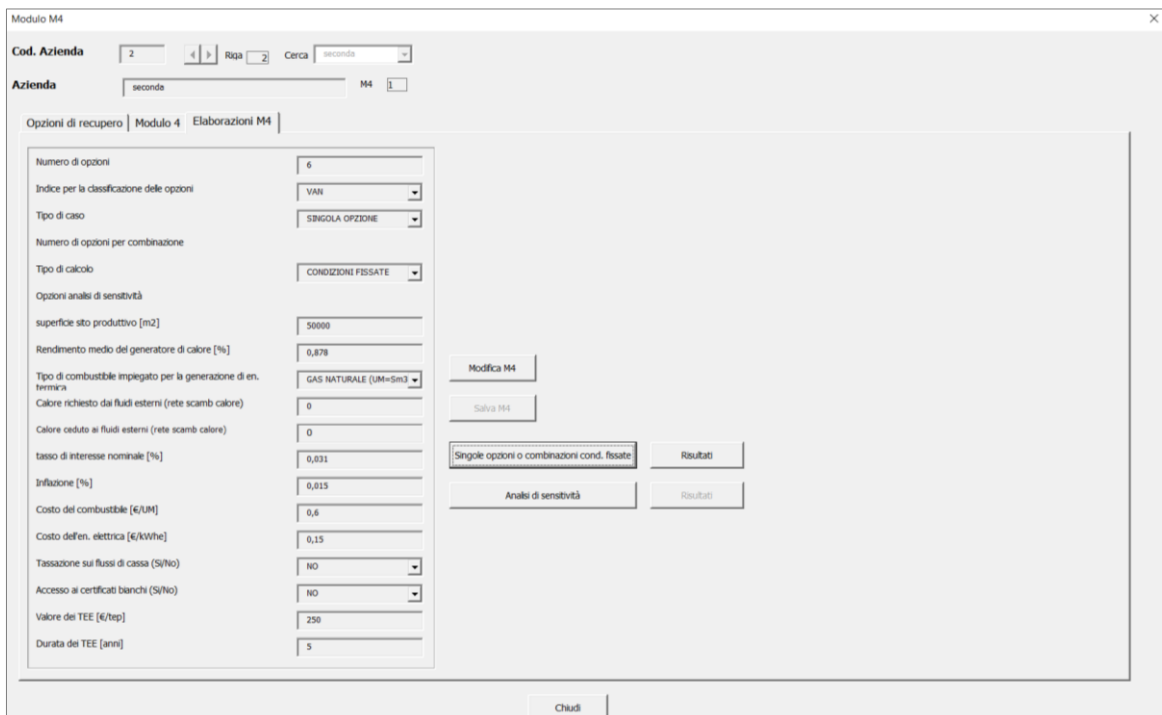 Modulo M4
Cod. Azienda 2 Riga 2 Cerca seconda
Azienda seconda M4 1
Opzioni di recupero Modulo 4 Elaborazioni M4
Numero di opzioni 6
Indice per la classificazione delle opzioni VAN
Tipo di caso SINGOLA OPZIONE
Numero di opzioni per combinazione
Tipo di calcolo CONDIZIONI FISSATE
Opzioni analisi di sensitività
superficie sito produttivo [m2] 50000
Rendimento medio del generatore di calore [%] 0,878
Tipo di combustibile impiegato per la generazione di en. GAS NATURALE (UM=Sm3
termica
Modifica M4
Calore richiesto dai fluidi esterni (rete scamb calore) 0
Salva M4
Calore ceduto ai fluidi esterni (rete scamb calore) 0
tasso di interesse nominale [%] 0,031
Singole opzioni o combinazioni cond. fissate Risultati
Inflazione [%] 0,015
Analisi di sensitività Risultati
Costo del combustibile [€/UM] 0,6
Costo dell'en. elettrica [€/kWhe] 0,15
Tassazione sui flussi di cassa (Si/No) NO
Accesso ai certificati bianchi (Si/No) NO
Valore dei TEE [€/tep] 250
Durata dei TEE [anni] 5
Chiudi